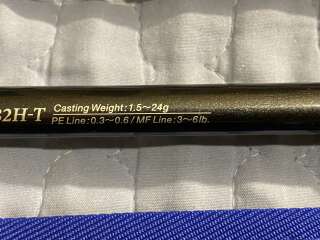 32H-T
Casting Weight:1.5～24g
PE Line:0.3～0.6/MF Line:3～6lb.